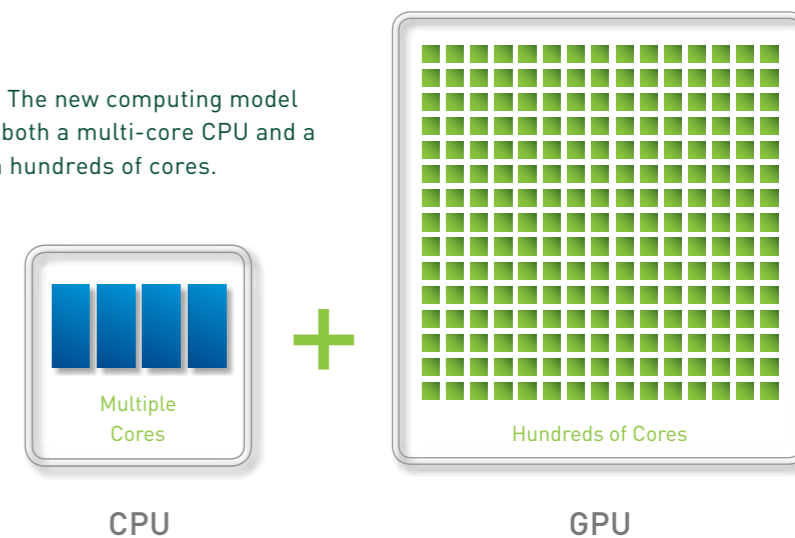 The new computing model
both a multi-core CPU and a
hundreds of cores.
Multiple
Cores
+
Hundreds of Cores
CPU
GPU